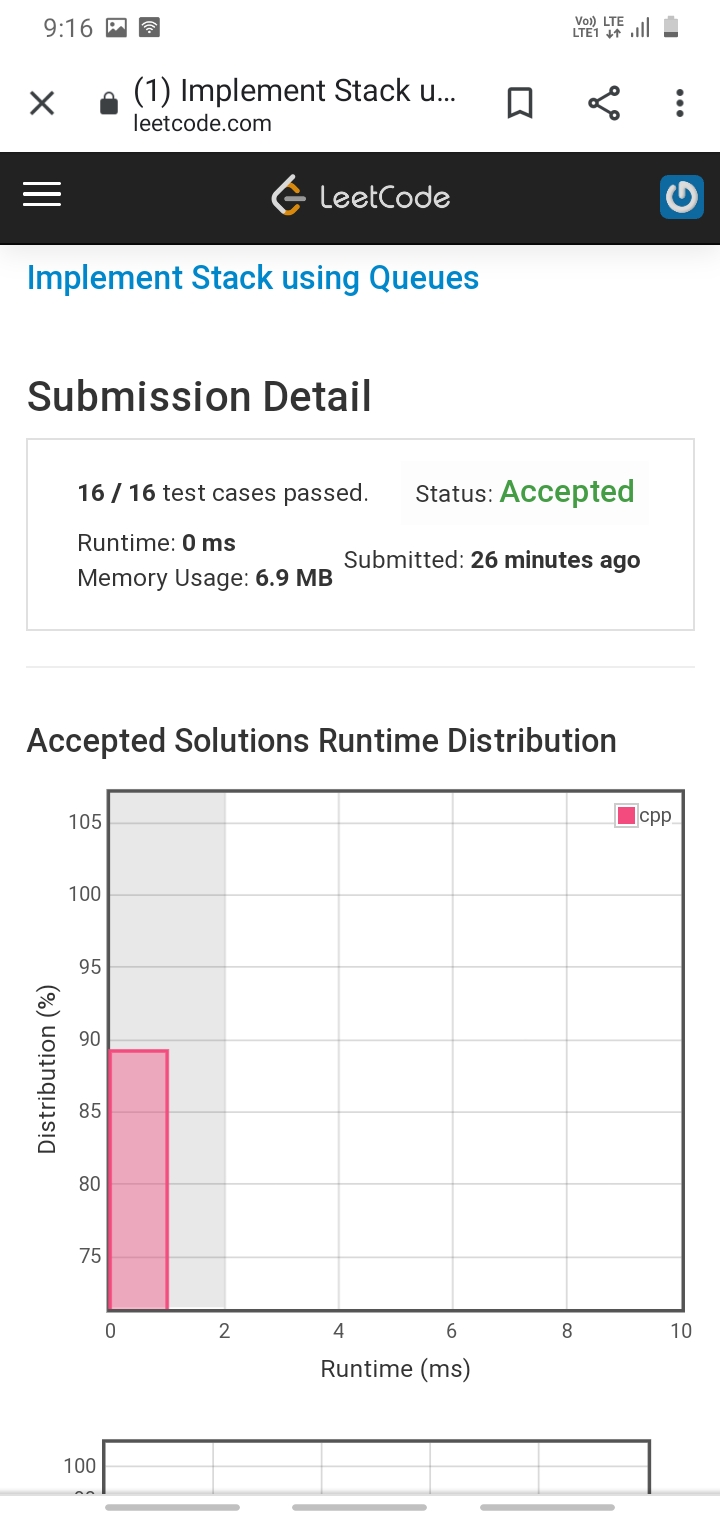 9:16
Vo)) LTE
LTE1
(1) Implement Stack u...
leetcode.com
LeetCode
Implement Stack using Queues
Submission Detail
16 / 16 test cases passed.
Status: Accepted
Runtime: 0 ms
Submitted: 26 minutes ago
Memory Usage: 6.9 MB
Accepted Solutions Runtime Distribution
cpp
105
100
95
90
85
80
75
Distribution (%)
0 2 4 6 8 10
Runtime (ms)
100